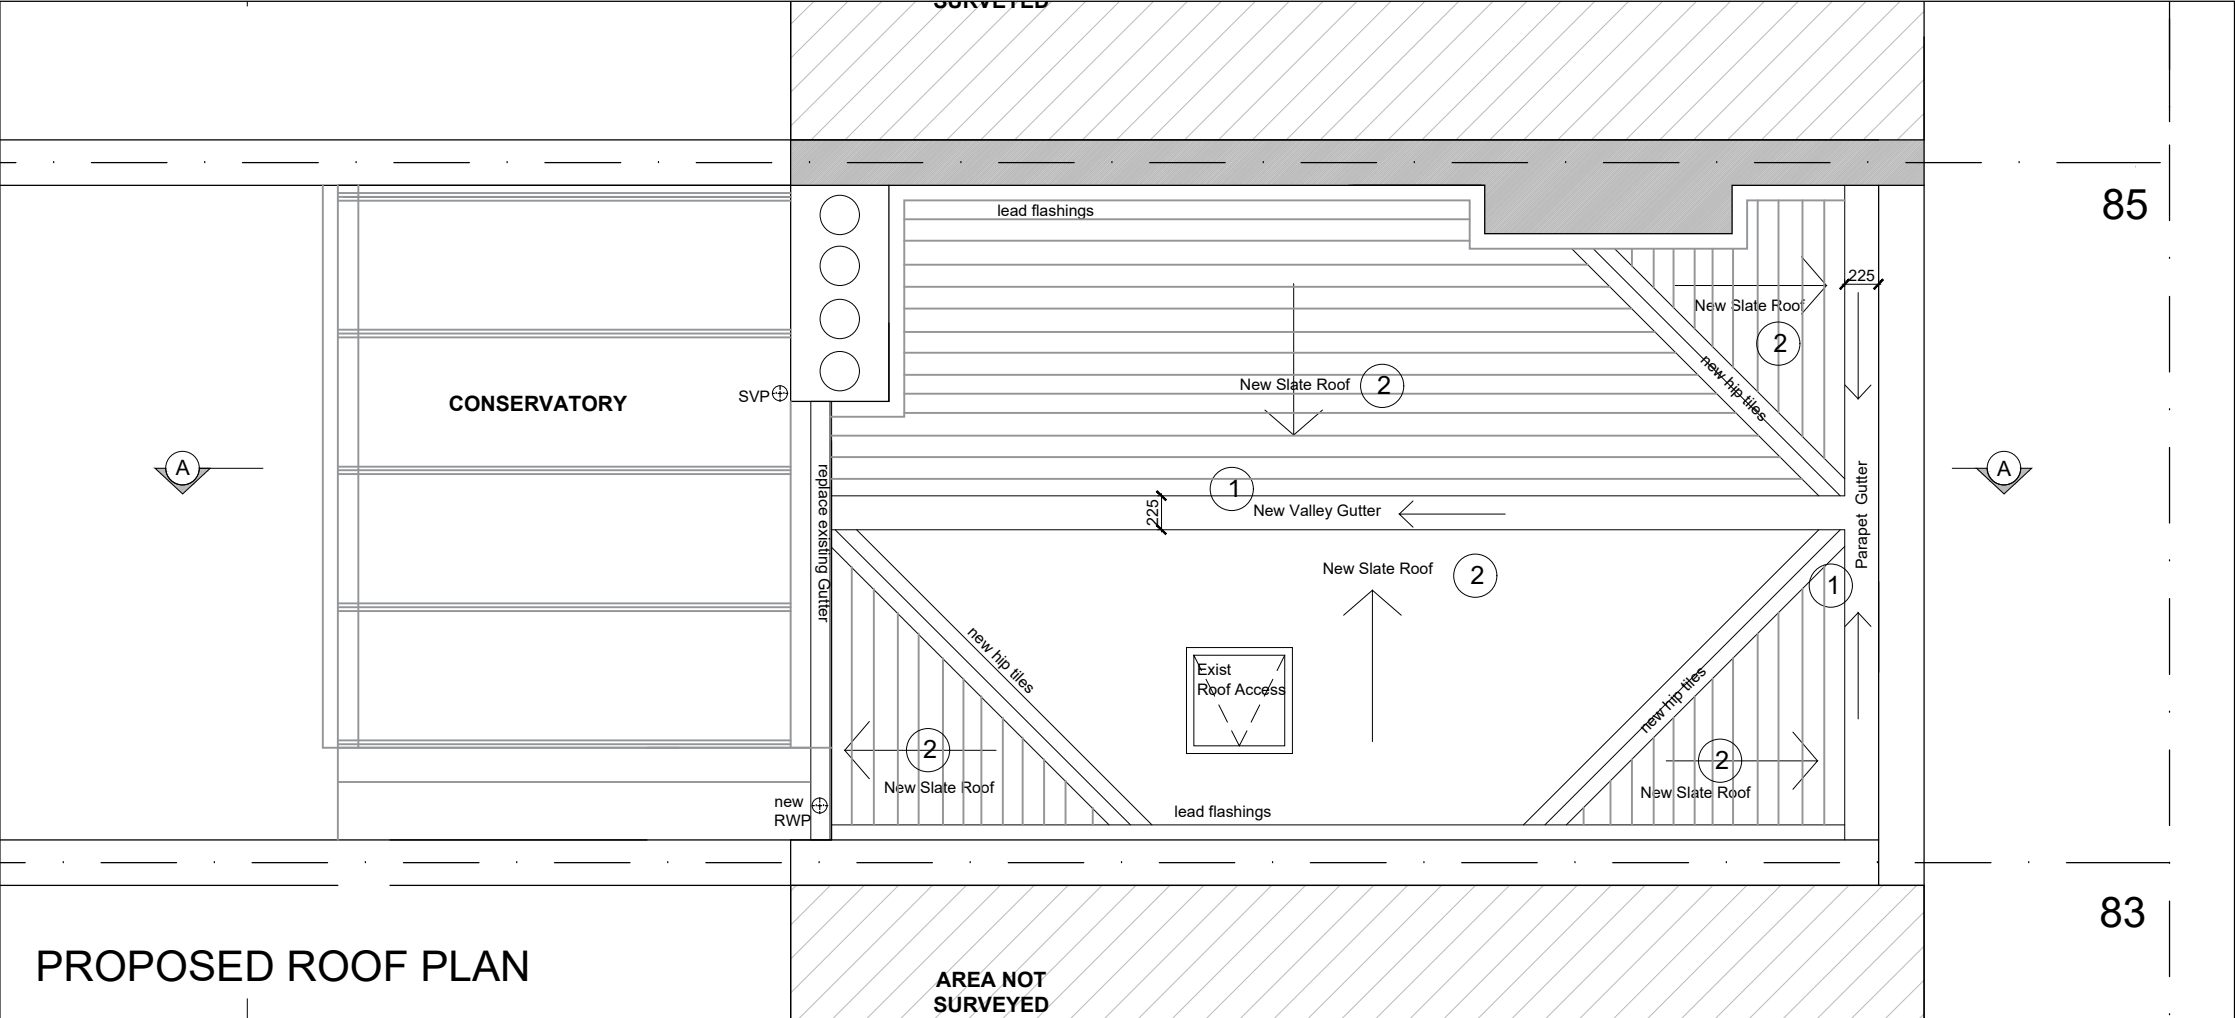 SURVEYED
85
lead flashings
225
New Slate Roof
2
new hip tiles
New Slate Roof
2
SVP
CONSERVATORY
A
A
replace existing Gutter
1
225
New Valley Gutter
Parapet Gutter
New Slate Roof
2
1
new hip tiles
Exist
Roof Access
new hip tiles
2
New Slate Roof
2
New Slate Roof
new
RWP
lead flashings
83
PROPOSED ROOF PLAN
AREA NOT
SURVEYED